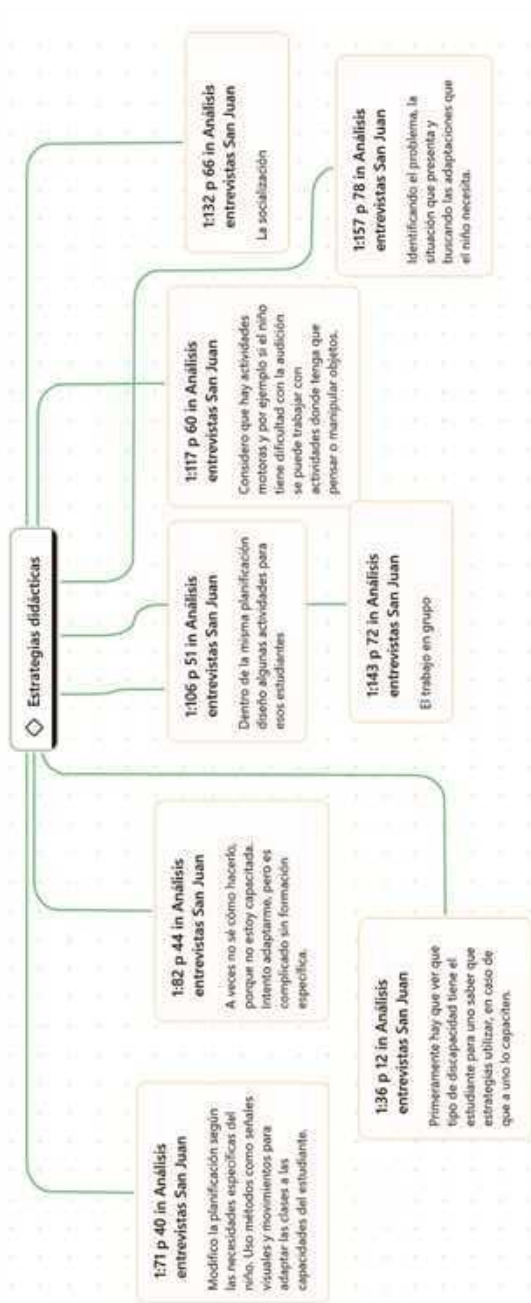 Estrategias didácticas
1:71 p 40 in Análisis
entrevistas San Juan
Modifico la planificación según
las necesidades específicas del
niño. Uso métodos como señales
visuales y movimientos para
adaptar las clases a las
capacidades del estudiante.
1:82 p 44 in Análisis
entrevistas San Juan
A veces no sé cómo hacerlo,
porque no estoy capacitada.
Intento adaptarme, pero es
complicado sin formación
específica.
1:106 p 51 in Análisis
entrevistas San Juan
Dentro de la misma planificación
diseño algunas actividades para
esos estudiantes
1:117 p 60 in Análisis
entrevistas San Juan
Considero que hay actividades
motoras y por ejemplo si el niño
tiene dificultad con la audición
se puede trabajar con
actividades donde tenga que
pensar o manipular objetos.
1:132 p 66 in Análisis
entrevistas San Juan
La socialización
1:36 p 12 in Análisis
entrevistas San Juan
Primeramente hay que ver que
tipo de discapacidad tiene el
estudiante para uno saber que
estrategias utilizar, en caso de
que a uno lo capaciten.
1:143 p 72 in Análisis
entrevistas San Juan
El trabajo en grupo
1:157 p 78 in Análisis
entrevistas San Juan
Identificando el problema, la
situación que presenta y
buscando las adaptaciones que
el niño necesita.